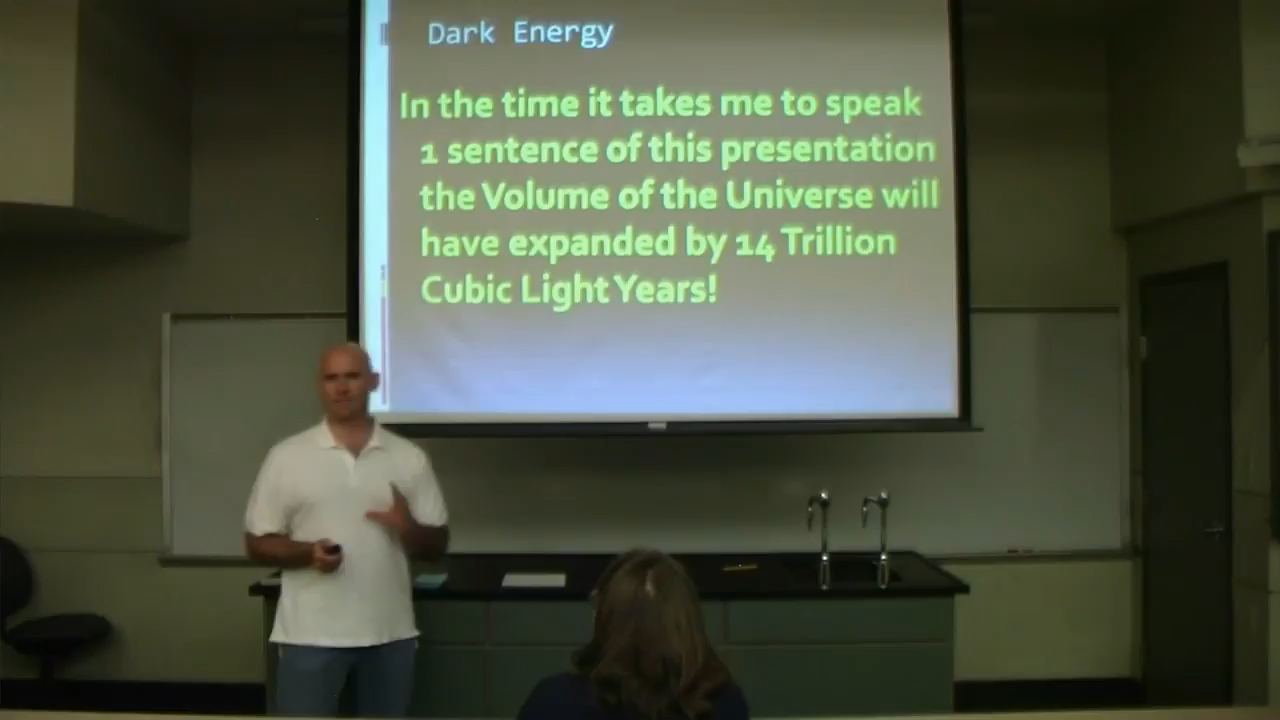 Dark Energy
In the time it takes me to speak
1 sentence of this presentation
the Volume of the Universe will
have expanded by 14 Trillion
Cubic Light Years!